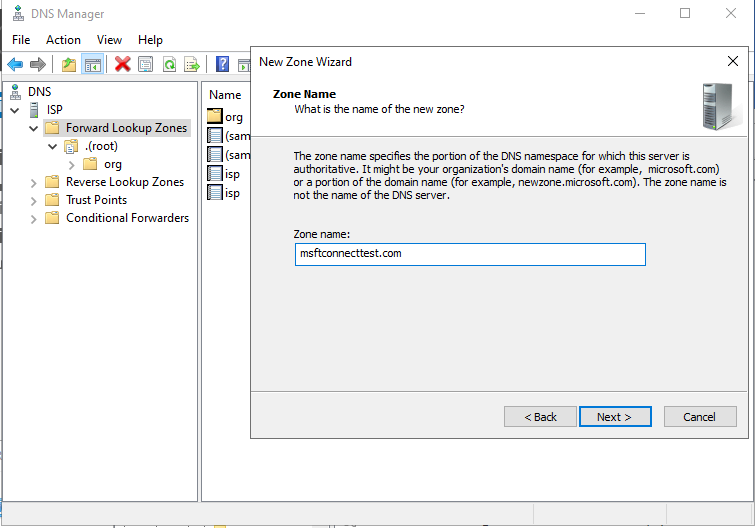 DNS Manager
File Action View Help
DNS
ISP
Forward Lookup Zones
.(root)
org
Reverse Lookup Zones
Trust Points
Conditional Forwarders
Name
org
(sam
(sam
isp
isp
New Zone Wizard
Zone Name
What is the name of the new zone?
The zone name specifies the portion of the DNS namespace for which this server is
authoritative. It might be your organization's domain name (for example, microsoft.com)
or a portion of the domain name (for example, newzone.microsoft.com). The zone name is
not the name of the DNS server.
Zone name:
msftconnecttest.com
< Back Next > Cancel